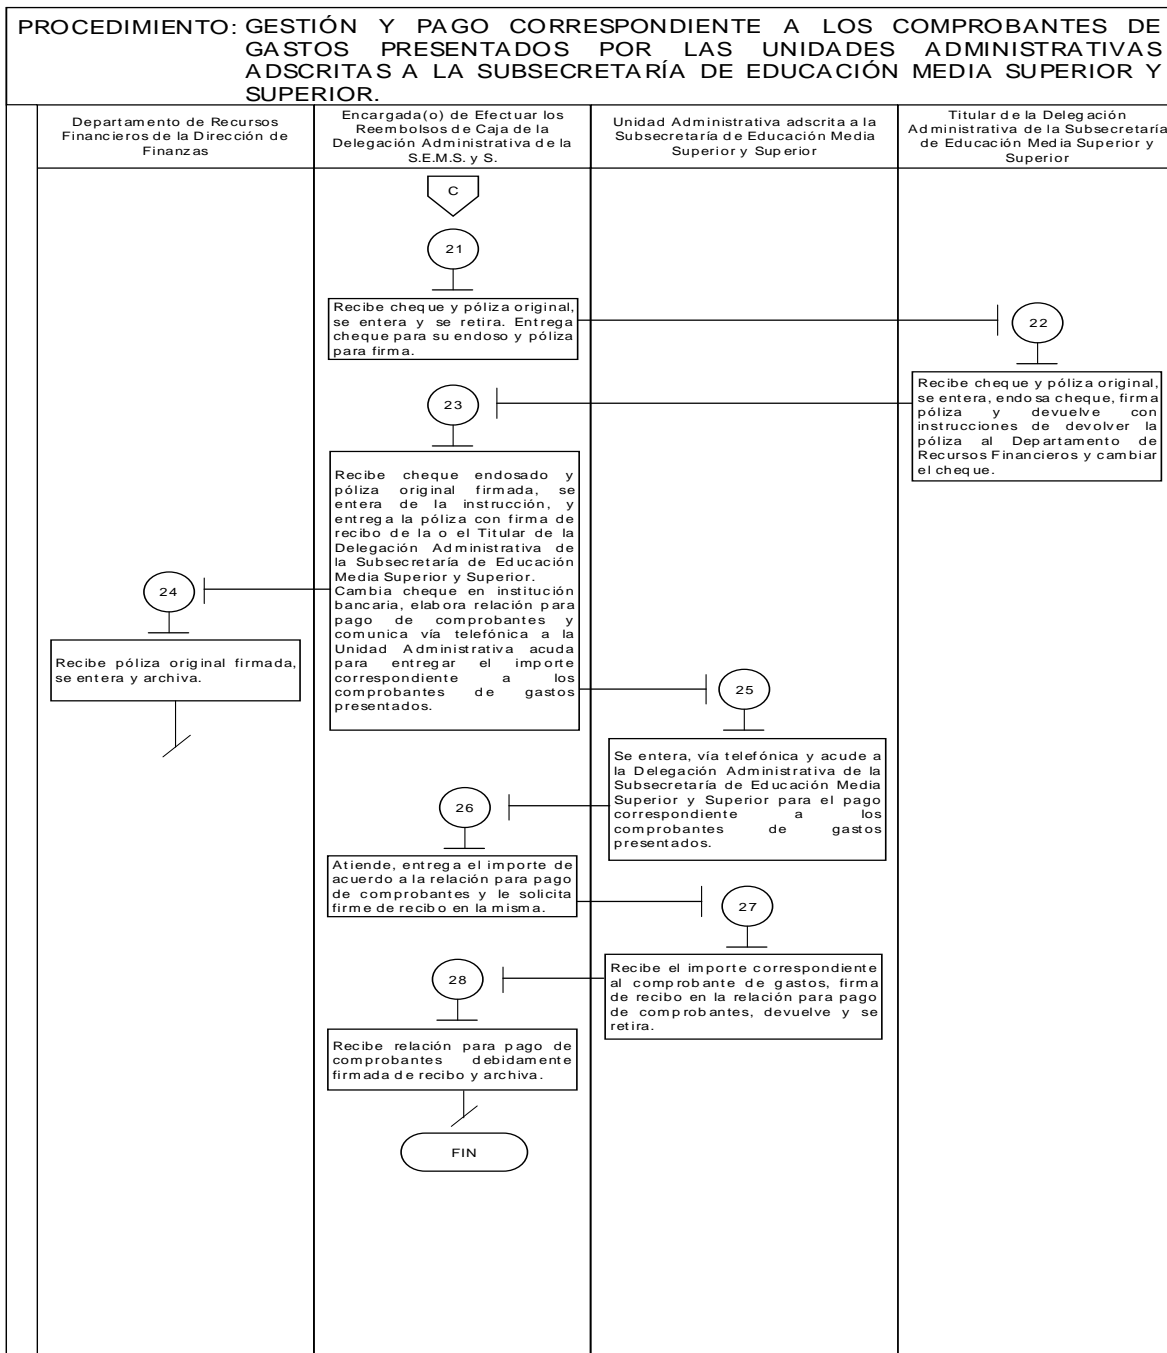 PROCEDIMIENTO: GESTIÓN Y PAGO CORRESPONDIENTE A LOS COMPROBANTES DE
GASTOS PRESENTADOS POR LAS UNIDADES ADMINISTRATIVAS
ADSCRITAS A LA SUBSECRETARÍA DE EDUCACIÓN MEDIA SUPERIOR Y
SUPERIOR.
Departamento de Recursos
Financieros de la Dirección de
Finanzas
Encargada(o) de Efectuar los
Reembolsos de Caja de la
Delegación Administrativa de la
S.E.M.S. y S.
Unidad Administrativa adscrita a la
Subsecretaría de Educación Media
Superior y Superior
Titular de la Delegación
Administrativa de la Subsecretaría
de Educación Media Superior y
Superior
C
21
Recibe cheque y póliza original,
se entera y se retira. Entrega
cheque para su endoso y póliza
para firma.
22
Recibe cheque y póliza original,
se entera, endosa cheque, firma
póliza y devuelve con
instrucciones de devolver la
póliza al Departamento de
Recursos Financieros y cambiar
el cheque.
23
Recibe cheque endosado y
póliza original firmada, se
entera de la instrucción, y
entrega la póliza con firma de
recibo de la o el Titular de la
Delegación Administrativa de
la Subsecretaría de Educación
Media Superior y Superior.
Cambia cheque en institución
bancaria, elabora relación para
pago de comprobantes y
comunica vía telefónica a la
Unidad Administrativa acuda
para entregar el importe
correspondiente a los
comprobantes de gastos
presentados.
24
Recibe póliza original firmada,
se entera y archiva.
25
Se entera, vía telefónica y acude a
la Delegación Administrativa de la
Subsecretaría de Educación Media
Superior y Superior para el pago
correspondiente a los
comprobantes de gastos
presentados.
26
Atiende, entrega el importe de
acuerdo a la relación para pago
de comprobantes y le solicita
firme de recibo en la misma.
27
Recibe el importe correspondiente
al comprobante de gastos, firma
de recibo en la relación para pago
de comprobantes, devuelve y se
retira.
28
Recibe relación para pago de
comprobantes debidamente
firmada de recibo y archiva.
FIN